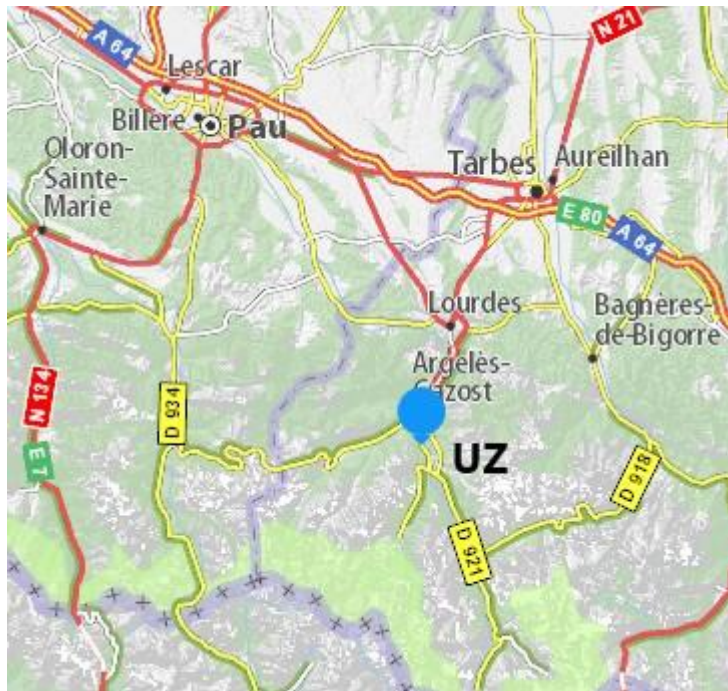 A 64
N 21
Lescar
Billère
Pau
Oloron-
Sainte-
Marie
Tarbes
Aureilhan
E 80
A 64
Lourdes
Bagnères-
de-Bigorre
Argelès-
Gazost
N 134
E 7
D 934
UZ
D 918
D 921